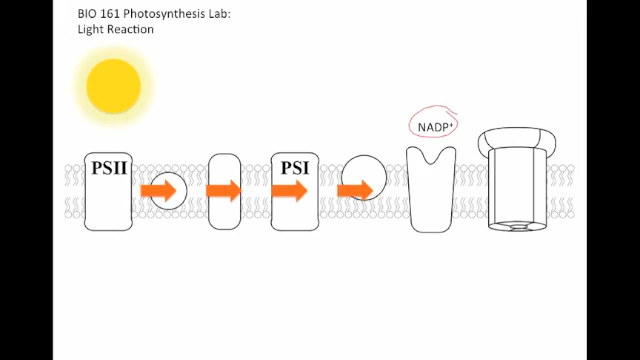 BIO 161 Photosynthesis Lab:
Light Reaction
NADP⁺
PSII
PSI